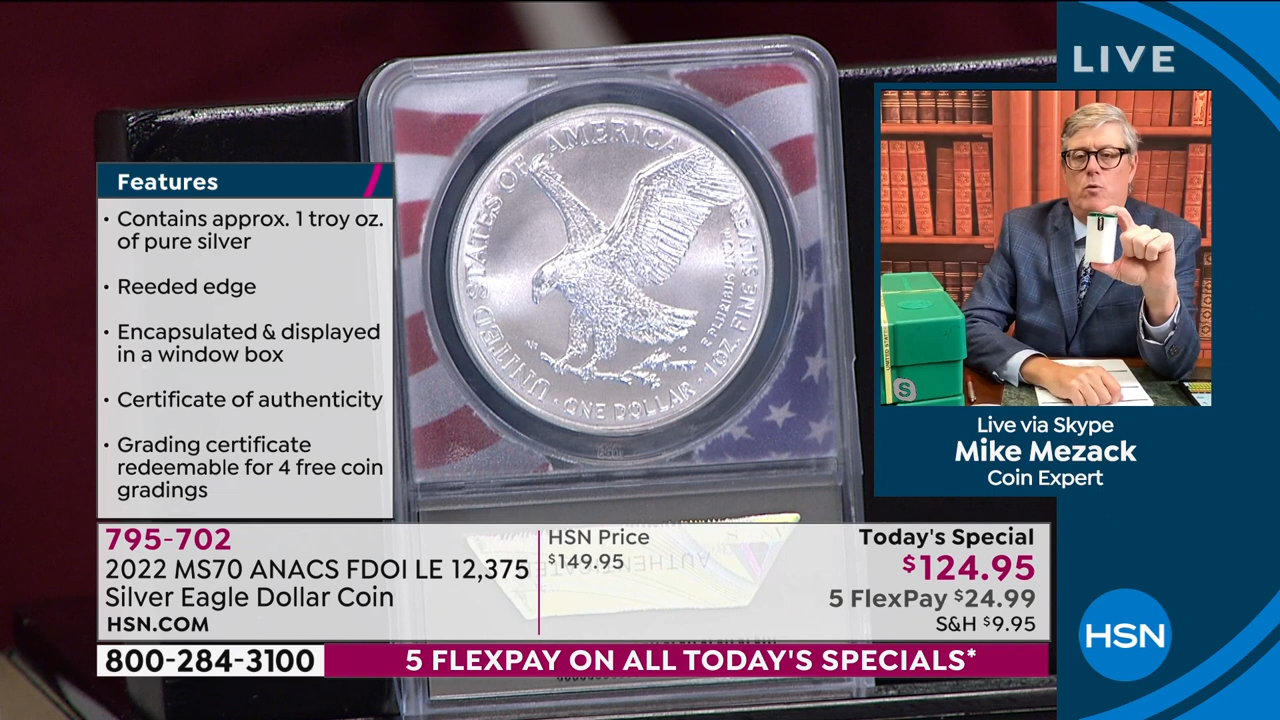 LIVE
Features
· Contains approx. 1 troy oz.
of pure silver
· Reeded edge
· Encapsulated & displayed
in a window box
· Certificate of authenticity
· Grading certificate
redeemable for 4 free coin
gradings
UNITED STATES OF AMERICA
E PLURIBUS UNUM
1 OZ. FINE SILVER
· ONE DOLLAR ·
Live via Skype
Mike Mezack
Coin Expert
795-702
2022 MS70 ANACS FDOI LE 12,375
Silver Eagle Dollar Coin
HSN.COM
HSN Price
$149.95
Today's Special
$124.95
5 FlexPay $24.99
S&H $9.95
800-284-3100
5 FLEXPAY ON ALL TODAY'S SPECIALS*
HSN